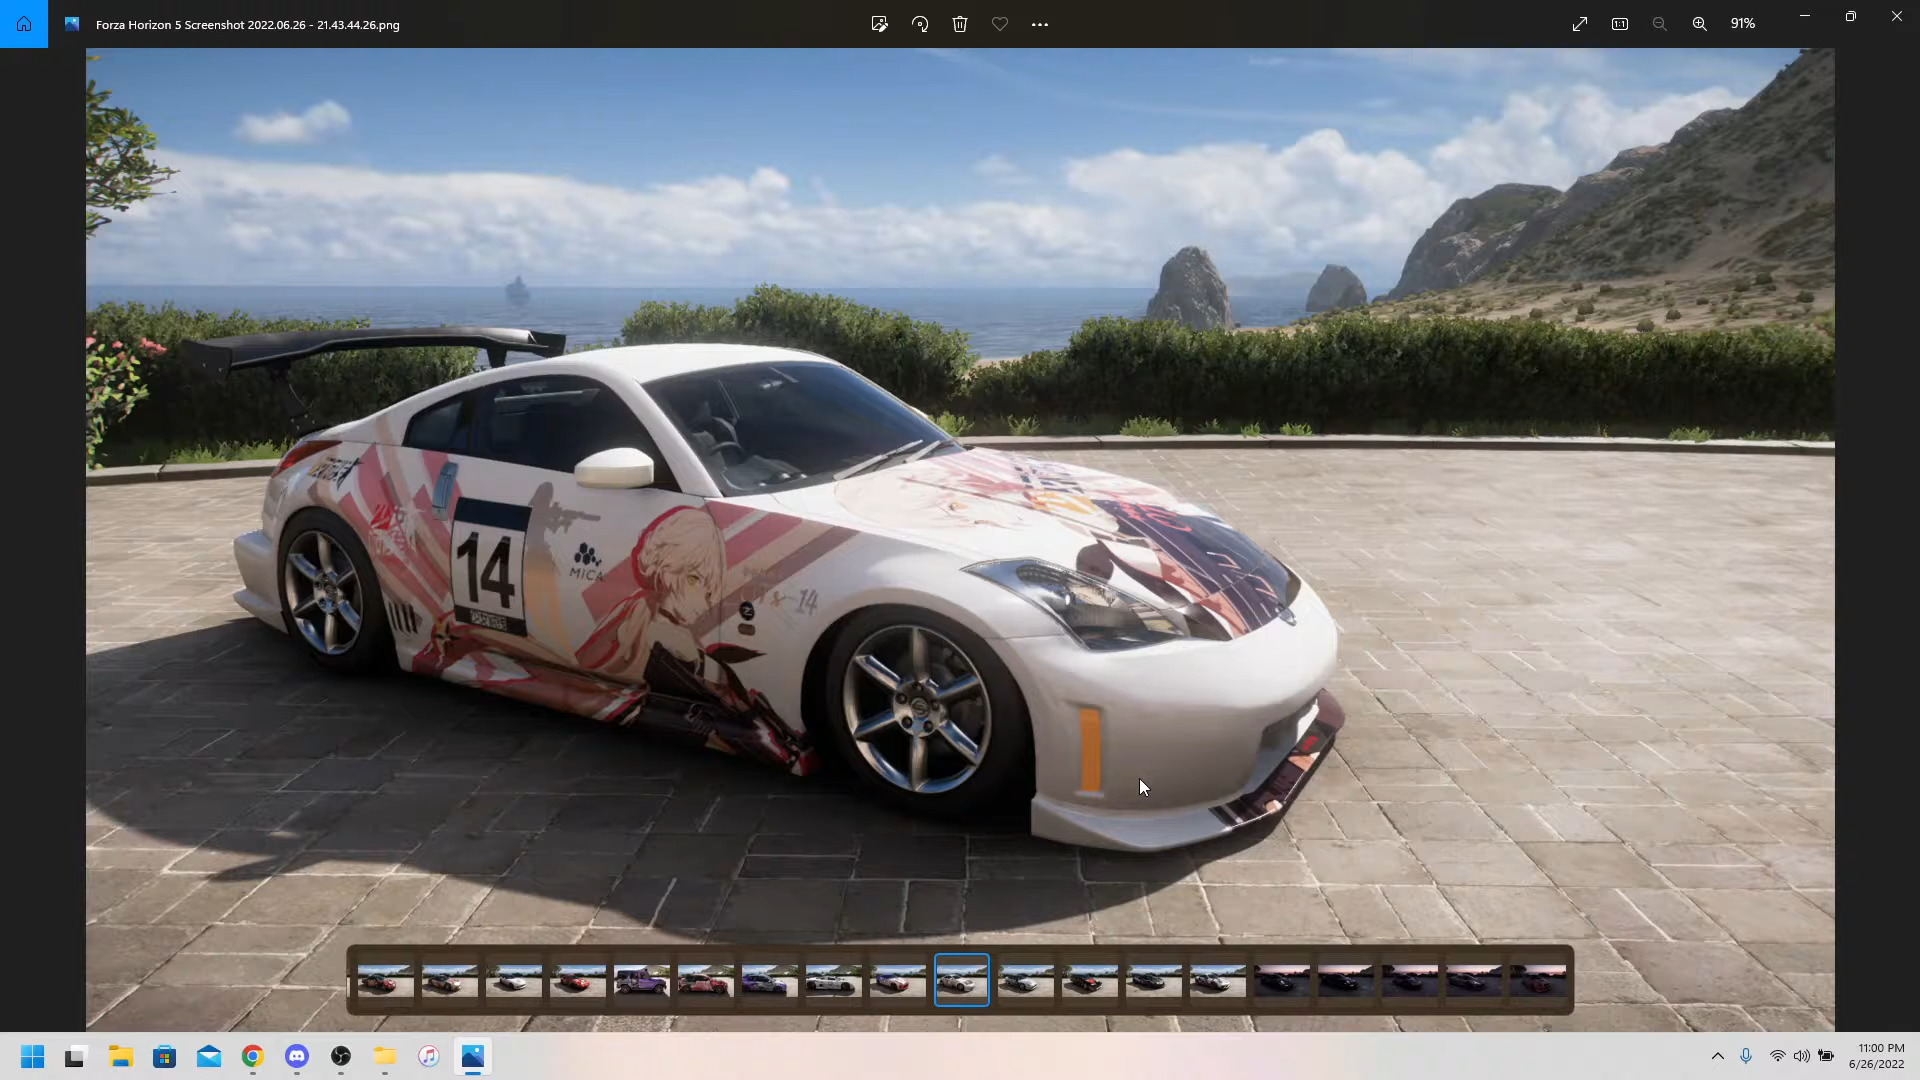 Forza Horizon 5 Screenshot 2022.06.26 - 21.43.44.26.png
91%
14
MICA
14
11:00 PM
6/26/2022